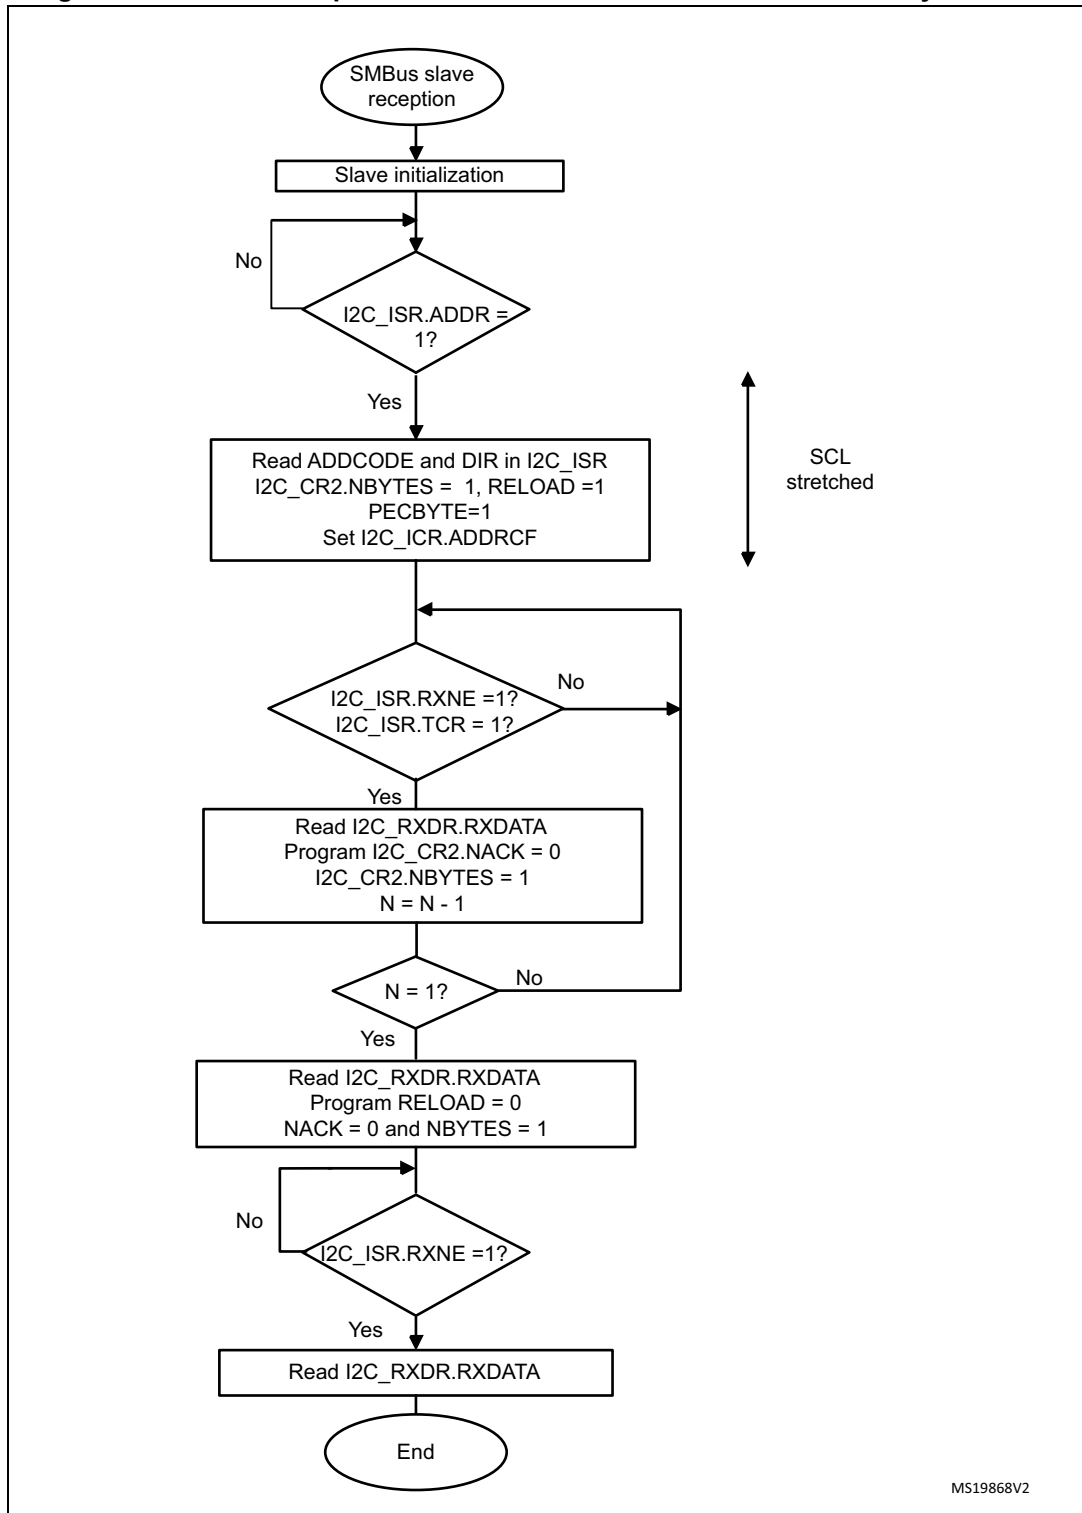 SMBus slave
reception
Slave initialization
No
I2C_ISR.ADDR =
1?
Yes
Read ADDCODE and DIR in I2C_ISR
I2C_CR2.NBYTES = 1, RELOAD =1
PECBYTE=1
Set I2C_ICR.ADDRCF
SCL
stretched
I2C_ISR.RXNE =1?
I2C_ISR.TCR = 1?
No
Yes
Read I2C_RXDR.RXDATA
Program I2C_CR2.NACK = 0
I2C_CR2.NBYTES = 1
N = N - 1
N = 1?
No
Yes
Read I2C_RXDR.RXDATA
Program RELOAD = 0
NACK = 0 and NBYTES = 1
No
I2C_ISR.RXNE =1?
Yes
Read I2C_RXDR.RXDATA
End
MS19868V2